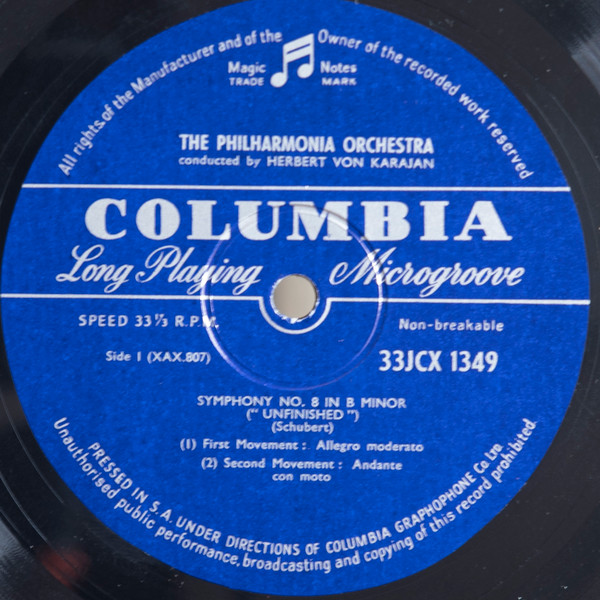 All rights of the Manufacturer and of the Owner of the recorded work reserved
Magic Notes
TRADE MARK
THE PHILHARMONIA ORCHESTRA
conducted by HERBERT VON KARAJAN
COLUMBIA
Long Playing Microgroove
SPEED 33⅓ R.P.M.
Non-breakable
Side 1 (XAX.807)
33JCX 1349
SYMPHONY NO. 8 IN B MINOR
(" UNFINISHED ")
(Schubert)
(1) First Movement : Allegro moderato
(2) Second Movement : Andante
con moto
PRESSED IN S.A. UNDER DIRECTIONS OF COLUMBIA GRAPHOPHONE Co. Ltd.
Unauthorised public performance, broadcasting and copying of this record prohibited